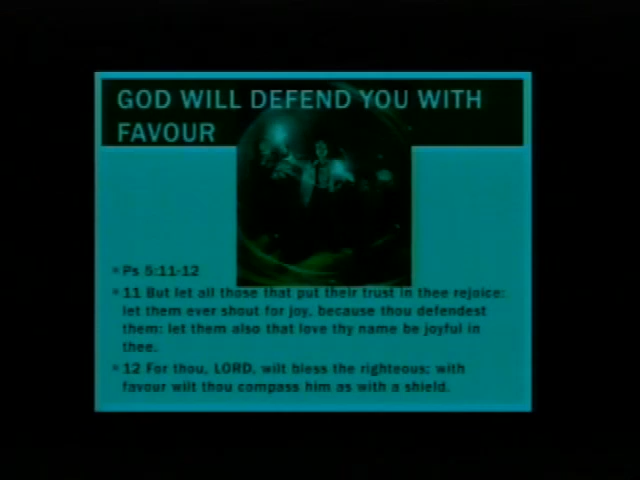 GOD WILL DEFEND YOU WITH
FAVOUR
Ps 5:11-12
11 But let all those that put their trust in thee rejoice:
let them ever shout for joy, because thou defendest
them: let them also that love thy name be joyful in
thee.
12 For thou, LORD, wilt bless the righteous; with
favour wilt thou compass him as with a shield.